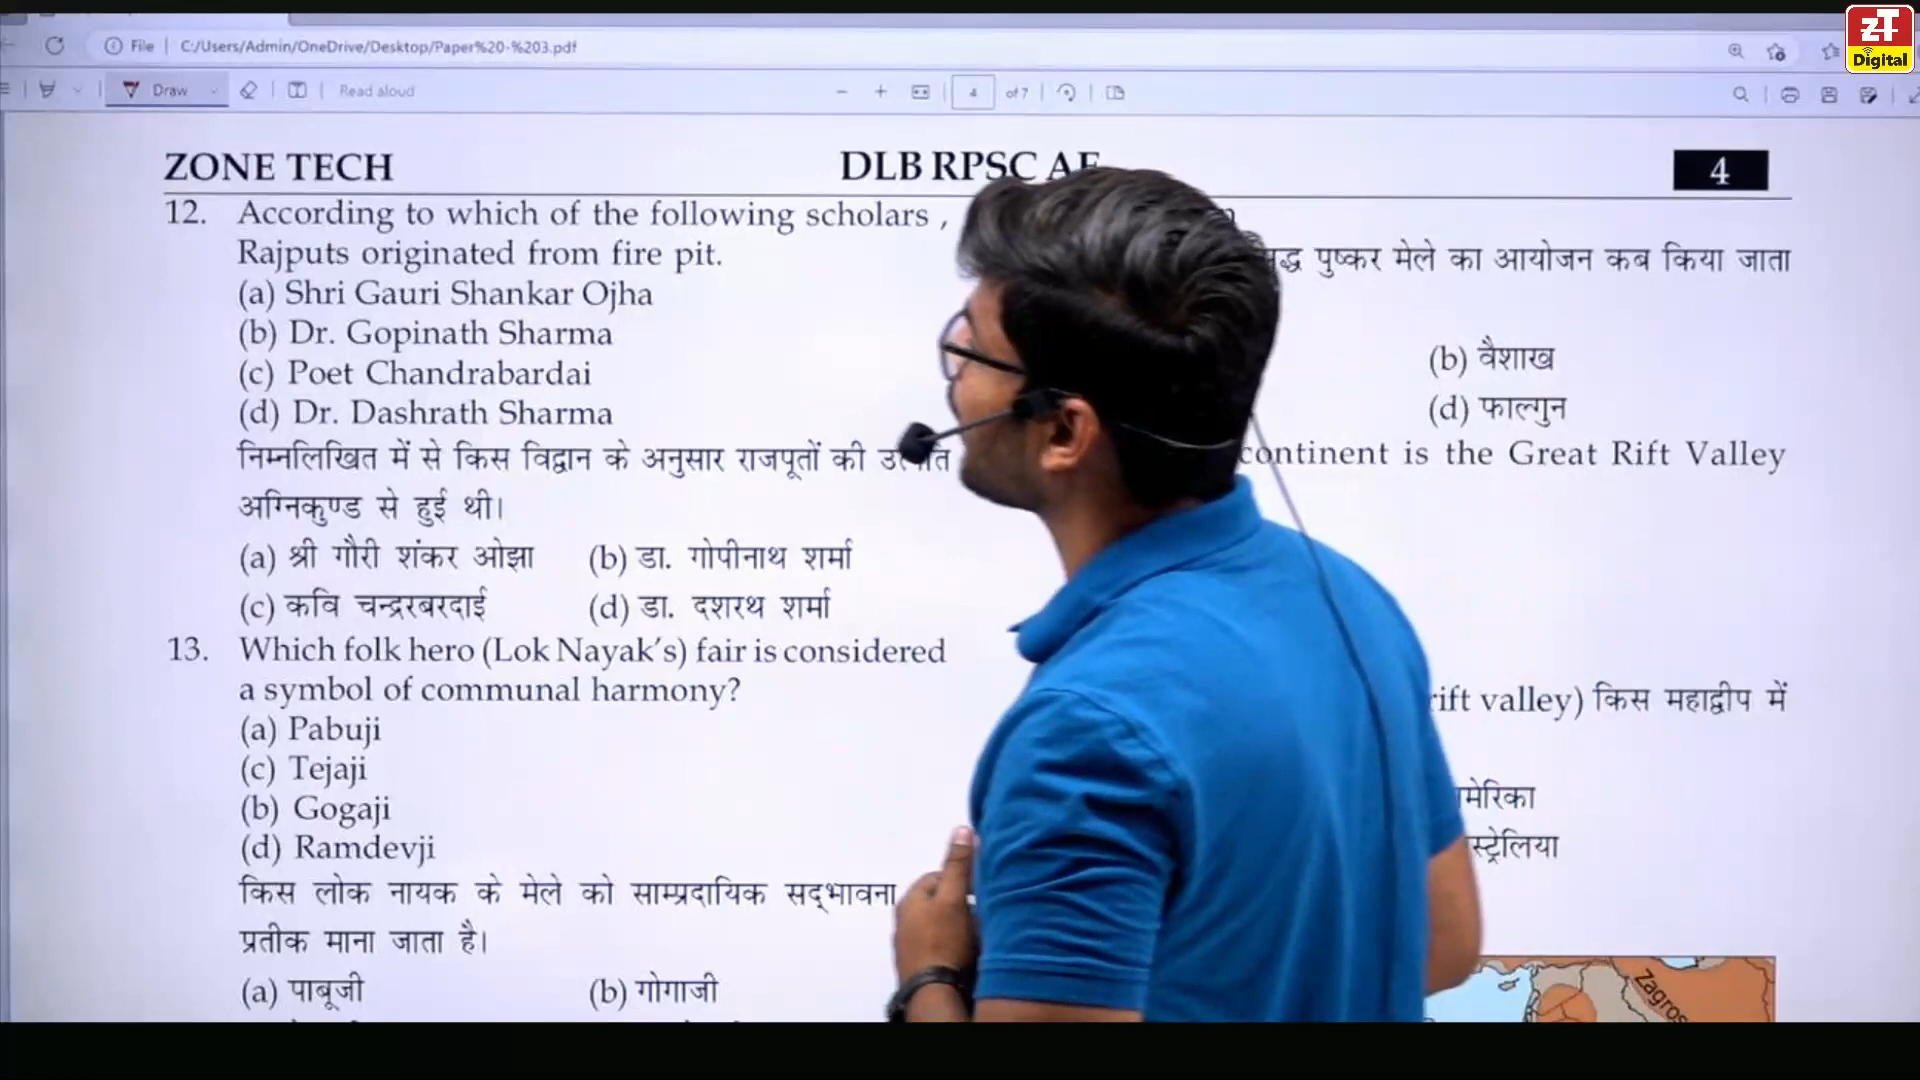 File
C:/Users/Admin/OneDrive/Desktop/Paper%20-%203.pdf
ZT
Digital
Draw
Read aloud
4 of 7
ZONE TECH
DLB RPSC AE
4
12. According to which of the following scholars ,
Rajputs originated from fire pit.
(a) Shri Gauri Shankar Ojha
(b) Dr. Gopinath Sharma
(c) Poet Chandrabardai
(d) Dr. Dashrath Sharma
निम्नलिखित में से किस विद्वान के अनुसार राजपूतों की
अग्निकुण्ड से हुई थी।
(a) श्री गौरी शंकर ओझा (b) डा. गोपीनाथ शर्मा
(c) कवि चन्द्ररबरदाई (d) डा. दशरथ शर्मा
13. Which folk hero (Lok Nayak's) fair is considered
a symbol of communal harmony?
(a) Pabuji
(c) Tejaji
(b) Gogaji
(d) Ramdevji
किस लोक नायक के मेले को साम्प्रदायिक सद्‌भावना
प्रतीक माना जाता है।
(a) पाबूजी (b) गोगाजी
पुष्कर मेले का आयोजन कब किया जाता
(b) वैशाख
(d) फाल्गुन
continent is the Great Rift Valley
rift valley) किस महाद्वीप में
Zagros